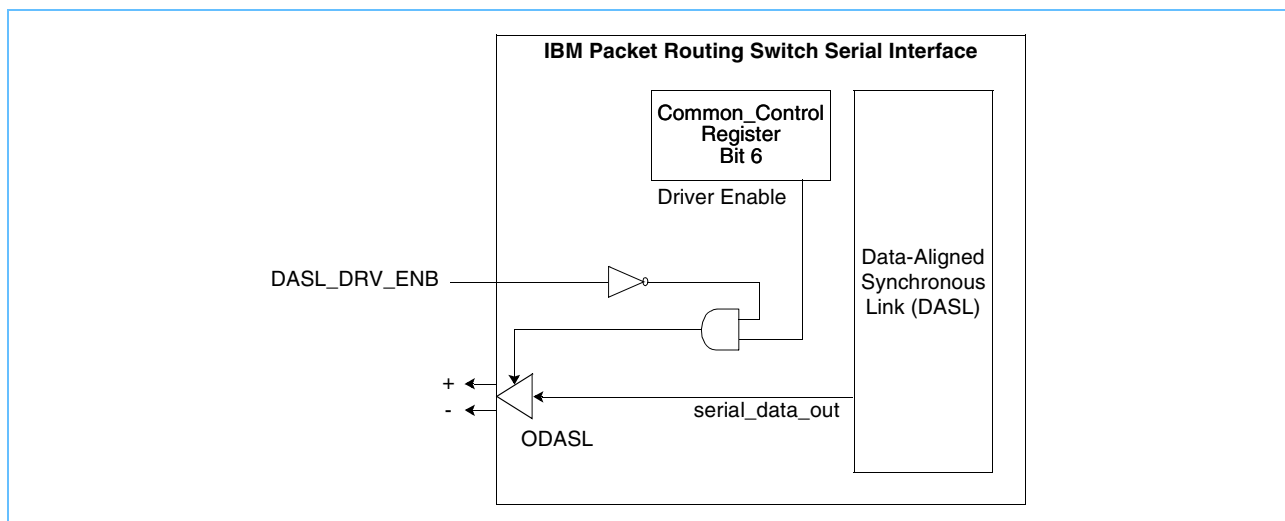 IBM Packet Routing Switch Serial Interface
Common_Control
Register
Bit 6
Driver Enable
DASL_DRV_ENB
Data-Aligned
Synchronous
Link (DASL)
+
-
serial_data_out
ODASL